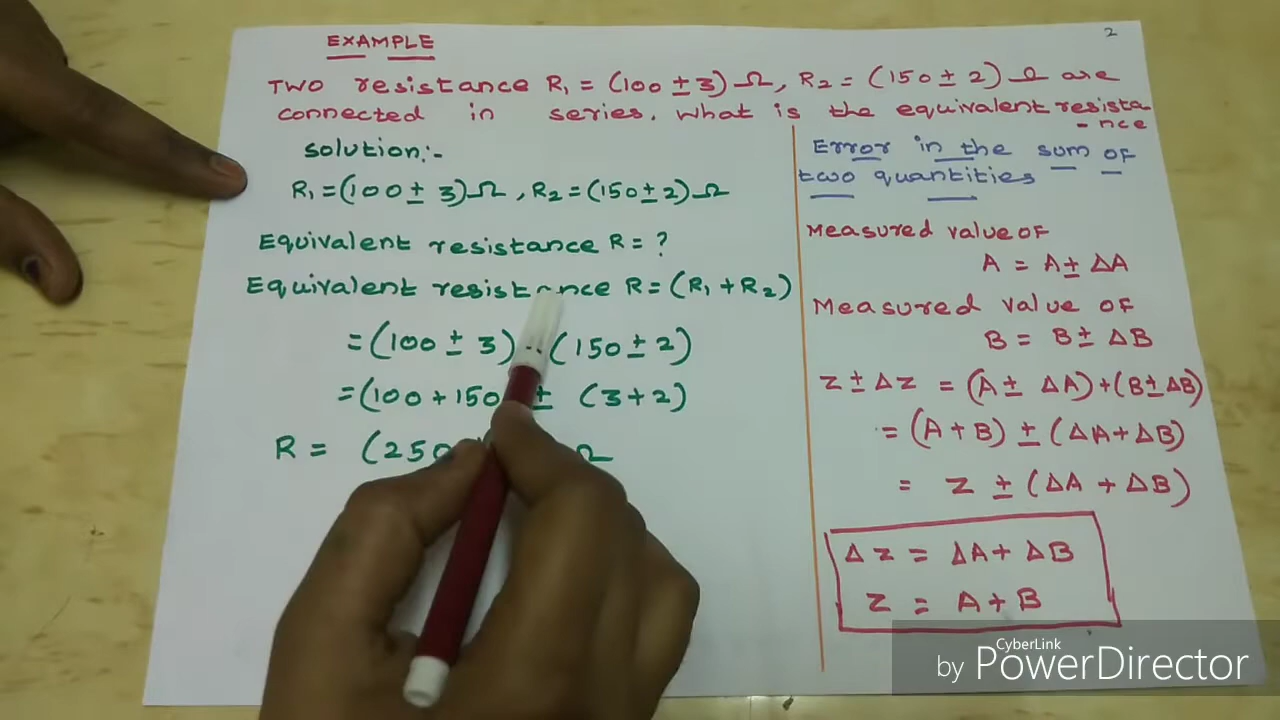 2
EXAMPLE
Two resistance R₁ = (100 ± 3) Ω, R₂ = (150 ± 2) Ω are
connected in series. What is the equivalent resista-
-nce
solution:-
R₁ = (100 ± 3) Ω, R₂ = (150 ± 2) Ω
Equivalent resistance R = ?
Equivalent resistance R = (R₁ + R₂)
= (100 ± 3) (150 ± 2)
= (100 + 150 ± (3 + 2)
R = (250 Ω
Error in the sum of
two quantities
Measured value of
A = A ± ΔA
Measured value of
B = B ± ΔB
Z ± ΔZ = (A ± ΔA) + (B ± ΔB)
= (A + B) ± (ΔA + ΔB)
= Z ± (ΔA + ΔB)
ΔZ = ΔA + ΔB
Z = A + B
CyberLink
by PowerDirector